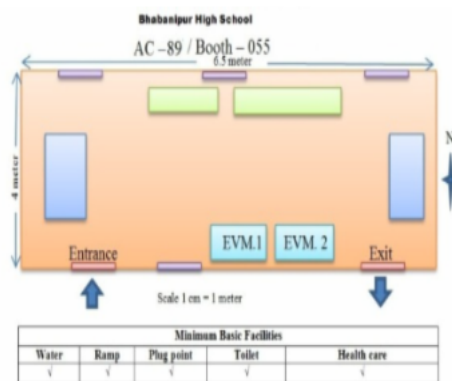 Bhabanipur High School
AC –89 / Booth – 055
6.5 meter
4 meter
N
EVM.1 EVM. 2
Entrance Exit
Scale 1 cm = 1 meter
Minimum Basic Facilities
Water Ramp Plug point Toilet Health care
√ √ √ √ √